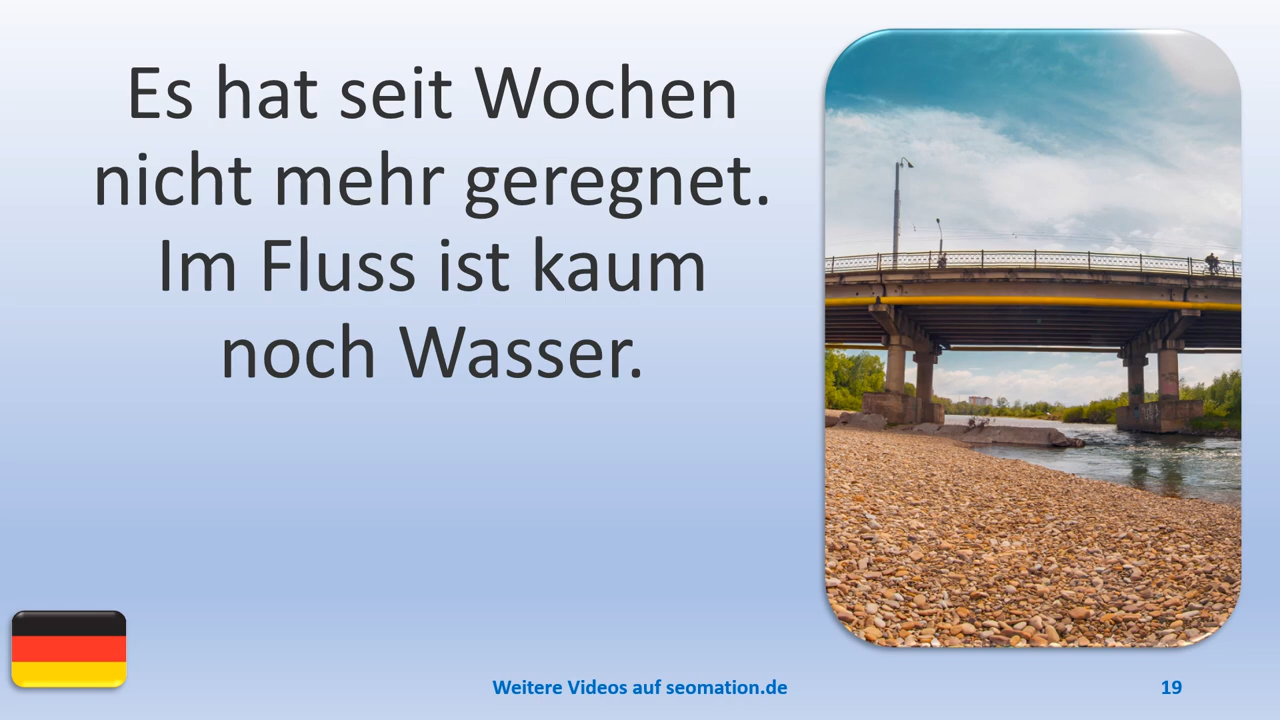 Es hat seit Wochen
nicht mehr geregnet.
Im Fluss ist kaum
noch Wasser.
Weitere Videos auf seomation.de
19